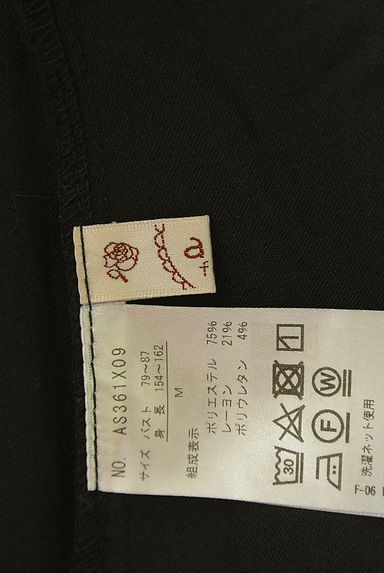 a+
NO. AS361X09
サイズ バスト 79～87
身長 154～162
M
組成表示
ポリエステル 75%
レーヨン 21%
ポリウレタン 4%
30
F
W
洗濯ネット使用